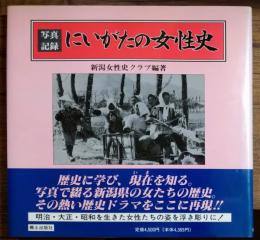 写真記録
にいがたの女性史
新潟女性史クラブ編著
歴史に学び、現在を知る。
写真で綴る新潟県の女たちの歴史。
その熱い歴史ドラマをここに再現!!
明治・大正・昭和を生きた女性たちの姿を浮き彫りに!
郷土出版社
定価4,500円(本体4,369円)